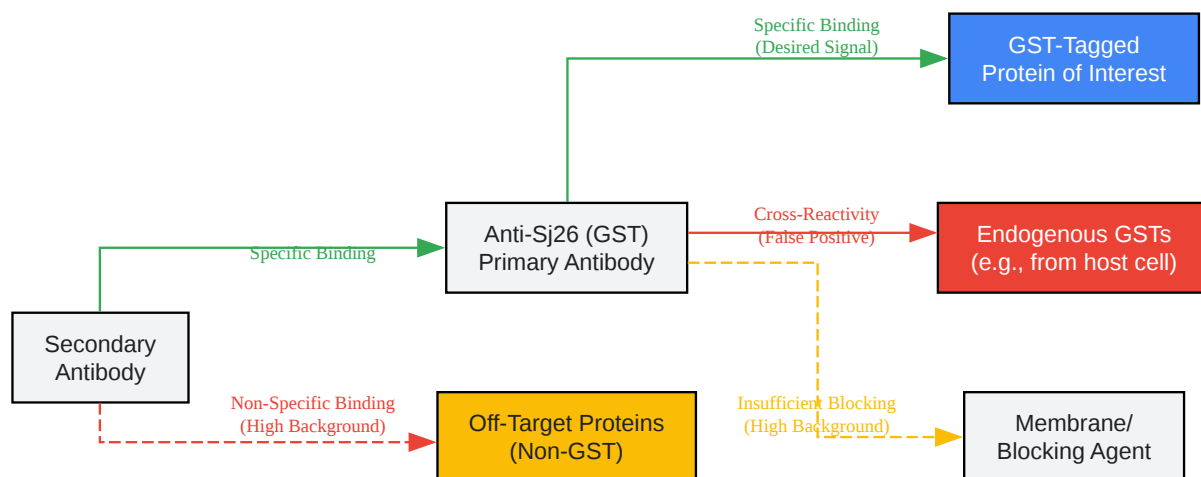 Specific Binding
(Desired Signal)
GST-Tagged
Protein of Interest
Specific Binding
Anti-Sj26 (GST)
Primary Antibody
Cross-Reactivity
(False Positive)
Endogenous GSTs
(e.g., from host cell)
Secondary
Antibody
Non-Specific Binding
(High Background)
Off-Target Proteins
(Non-GST)
Insufficient Blocking
(High Background)
Membrane/
Blocking Agent